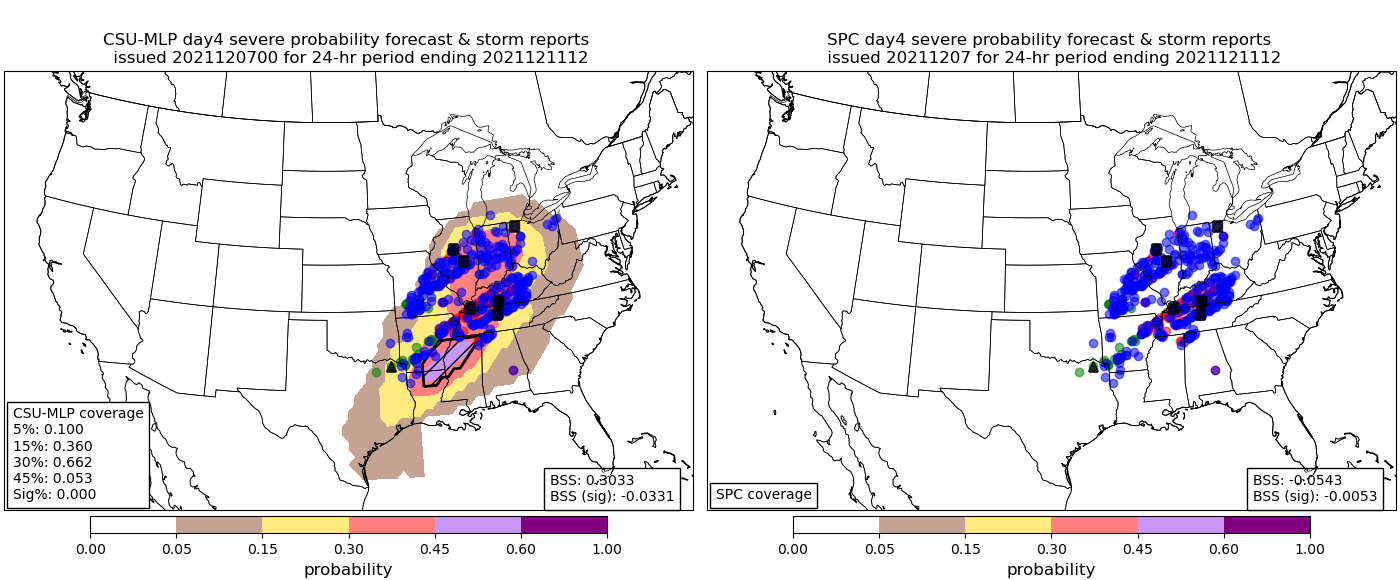 CSU-MLP day4 severe probability forecast & storm reports
issued 2021120700 for 24-hr period ending 2021121112
CSU-MLP coverage
5%: 0.100
15%: 0.360
30%: 0.662
45%: 0.053
Sig%: 0.000
BSS: 0.3033
BSS (sig): -0.0331
0.00 0.05 0.15 0.30 0.45 0.60 1.00
probability
SPC day4 severe probability forecast & storm reports
issued 20211207 for 24-hr period ending 2021121112
SPC coverage
BSS: -0.0543
BSS (sig): -0.0053
0.00 0.05 0.15 0.30 0.45 0.60 1.00
probability